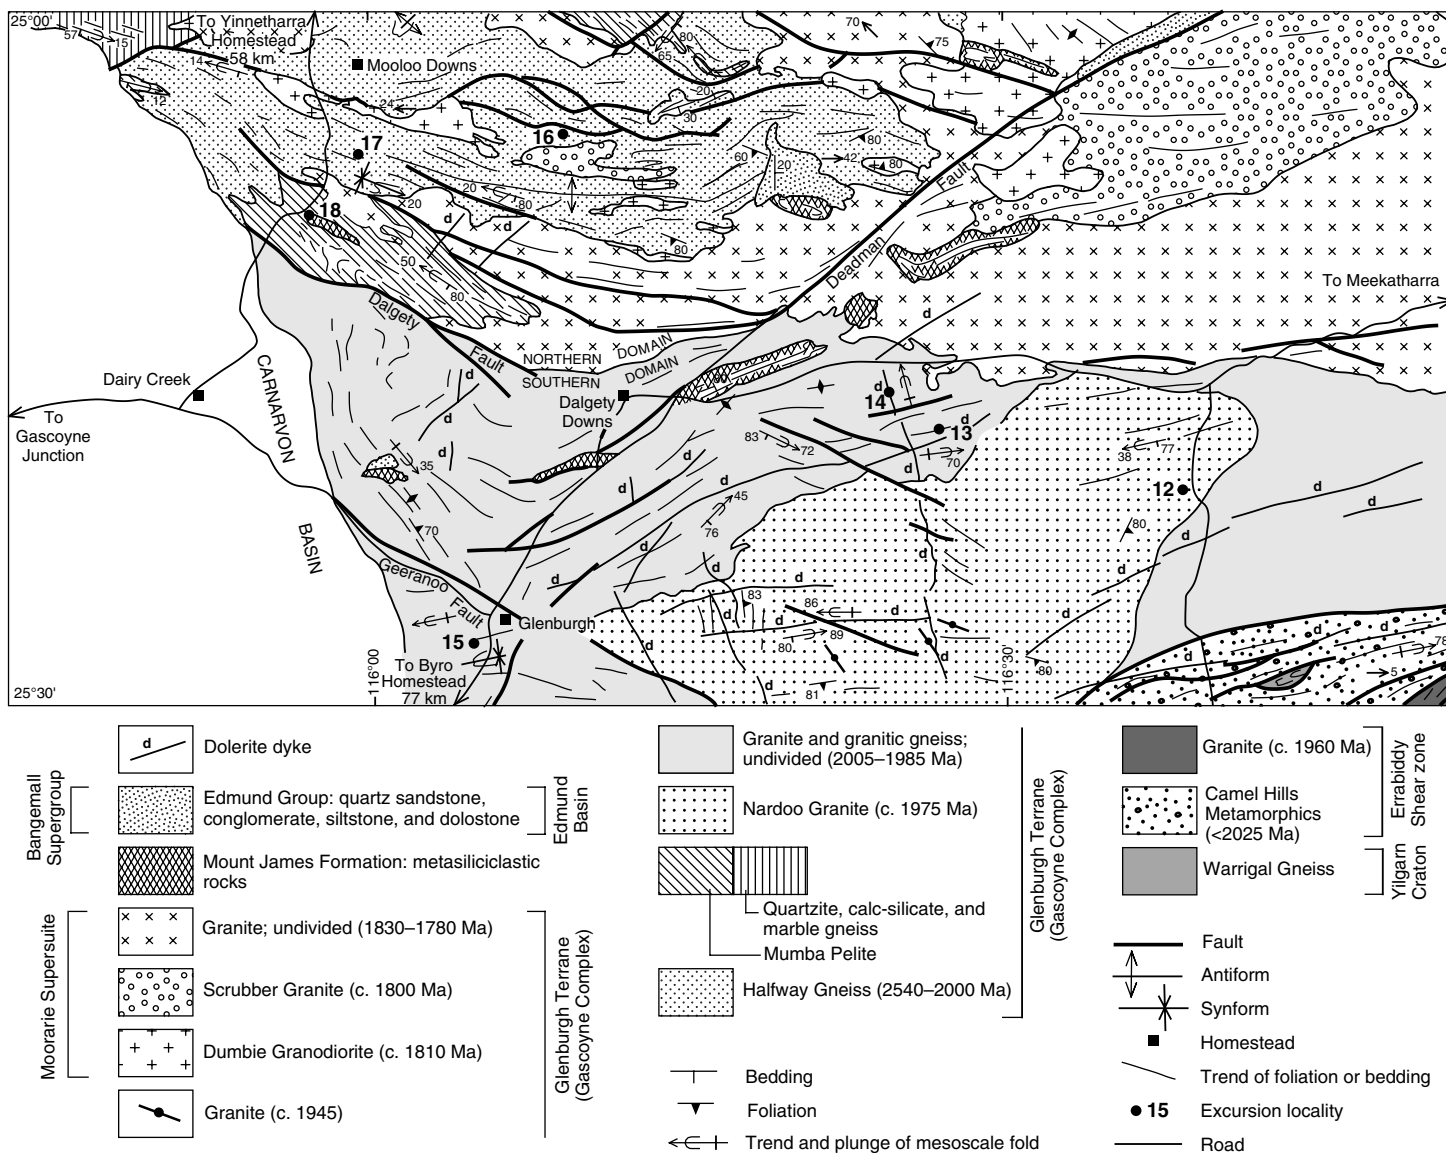 25°00'
57
15
To Yinnetharra
Homestead
58 km
14
12
Mooloo Downs
24
17
18
16
20
20
80
50
80
d
d
65
80
20
30
60
20
42
80
80
80
70
75
Deadman
Fault
To Meekatharra
d
Dalgety
Fault
NORTHERN
DOMAIN
SOUTHERN
DOMAIN
Dalgety
Downs
Dairy Creek
To
Gascoyne
Junction
CARNARVON
BASIN
d
d
d
35
70
60
83
72
d
14
13
70
d
38
77
12
80
d
d
d
d
d
d
d
45
76
d
d
d
d
d
Geeranoo
Fault
Glenburgh
15
To Byro
Homestead
77 km
25°30'
116°00'
116°30'
83
86
80
89
81
d
d
d
d
d
d
d
d
80
d
d
d
5
78
d
Dolerite dyke
Bangemall
Supergroup
Edmund Group: quartz sandstone,
conglomerate, siltstone, and dolostone
Edmund
Basin
Mount James Formation: metasiliciclastic
rocks
Moorarie Supersuite
Granite; undivided (1830–1780 Ma)
Scrubber Granite (c. 1800 Ma)
Dumbie Granodiorite (c. 1810 Ma)
Granite (c. 1945)
Glenburgh Terrane
(Gascoyne Complex)
Granite and granitic gneiss;
undivided (2005–1985 Ma)
Nardoo Granite (c. 1975 Ma)
Quartzite, calc-silicate, and
marble gneiss
Mumba Pelite
Halfway Gneiss (2540–2000 Ma)
Glenburgh Terrane
(Gascoyne Complex)
Bedding
Foliation
Trend and plunge of mesoscale fold
Granite (c. 1960 Ma)
Camel Hills
Metamorphics
(<2025 Ma)
Errabiddy
Shear zone
Warrigal Gneiss
Yilgarn
Craton
Fault
Antiform
Synform
Homestead
Trend of foliation or bedding
15
Excursion locality
Road